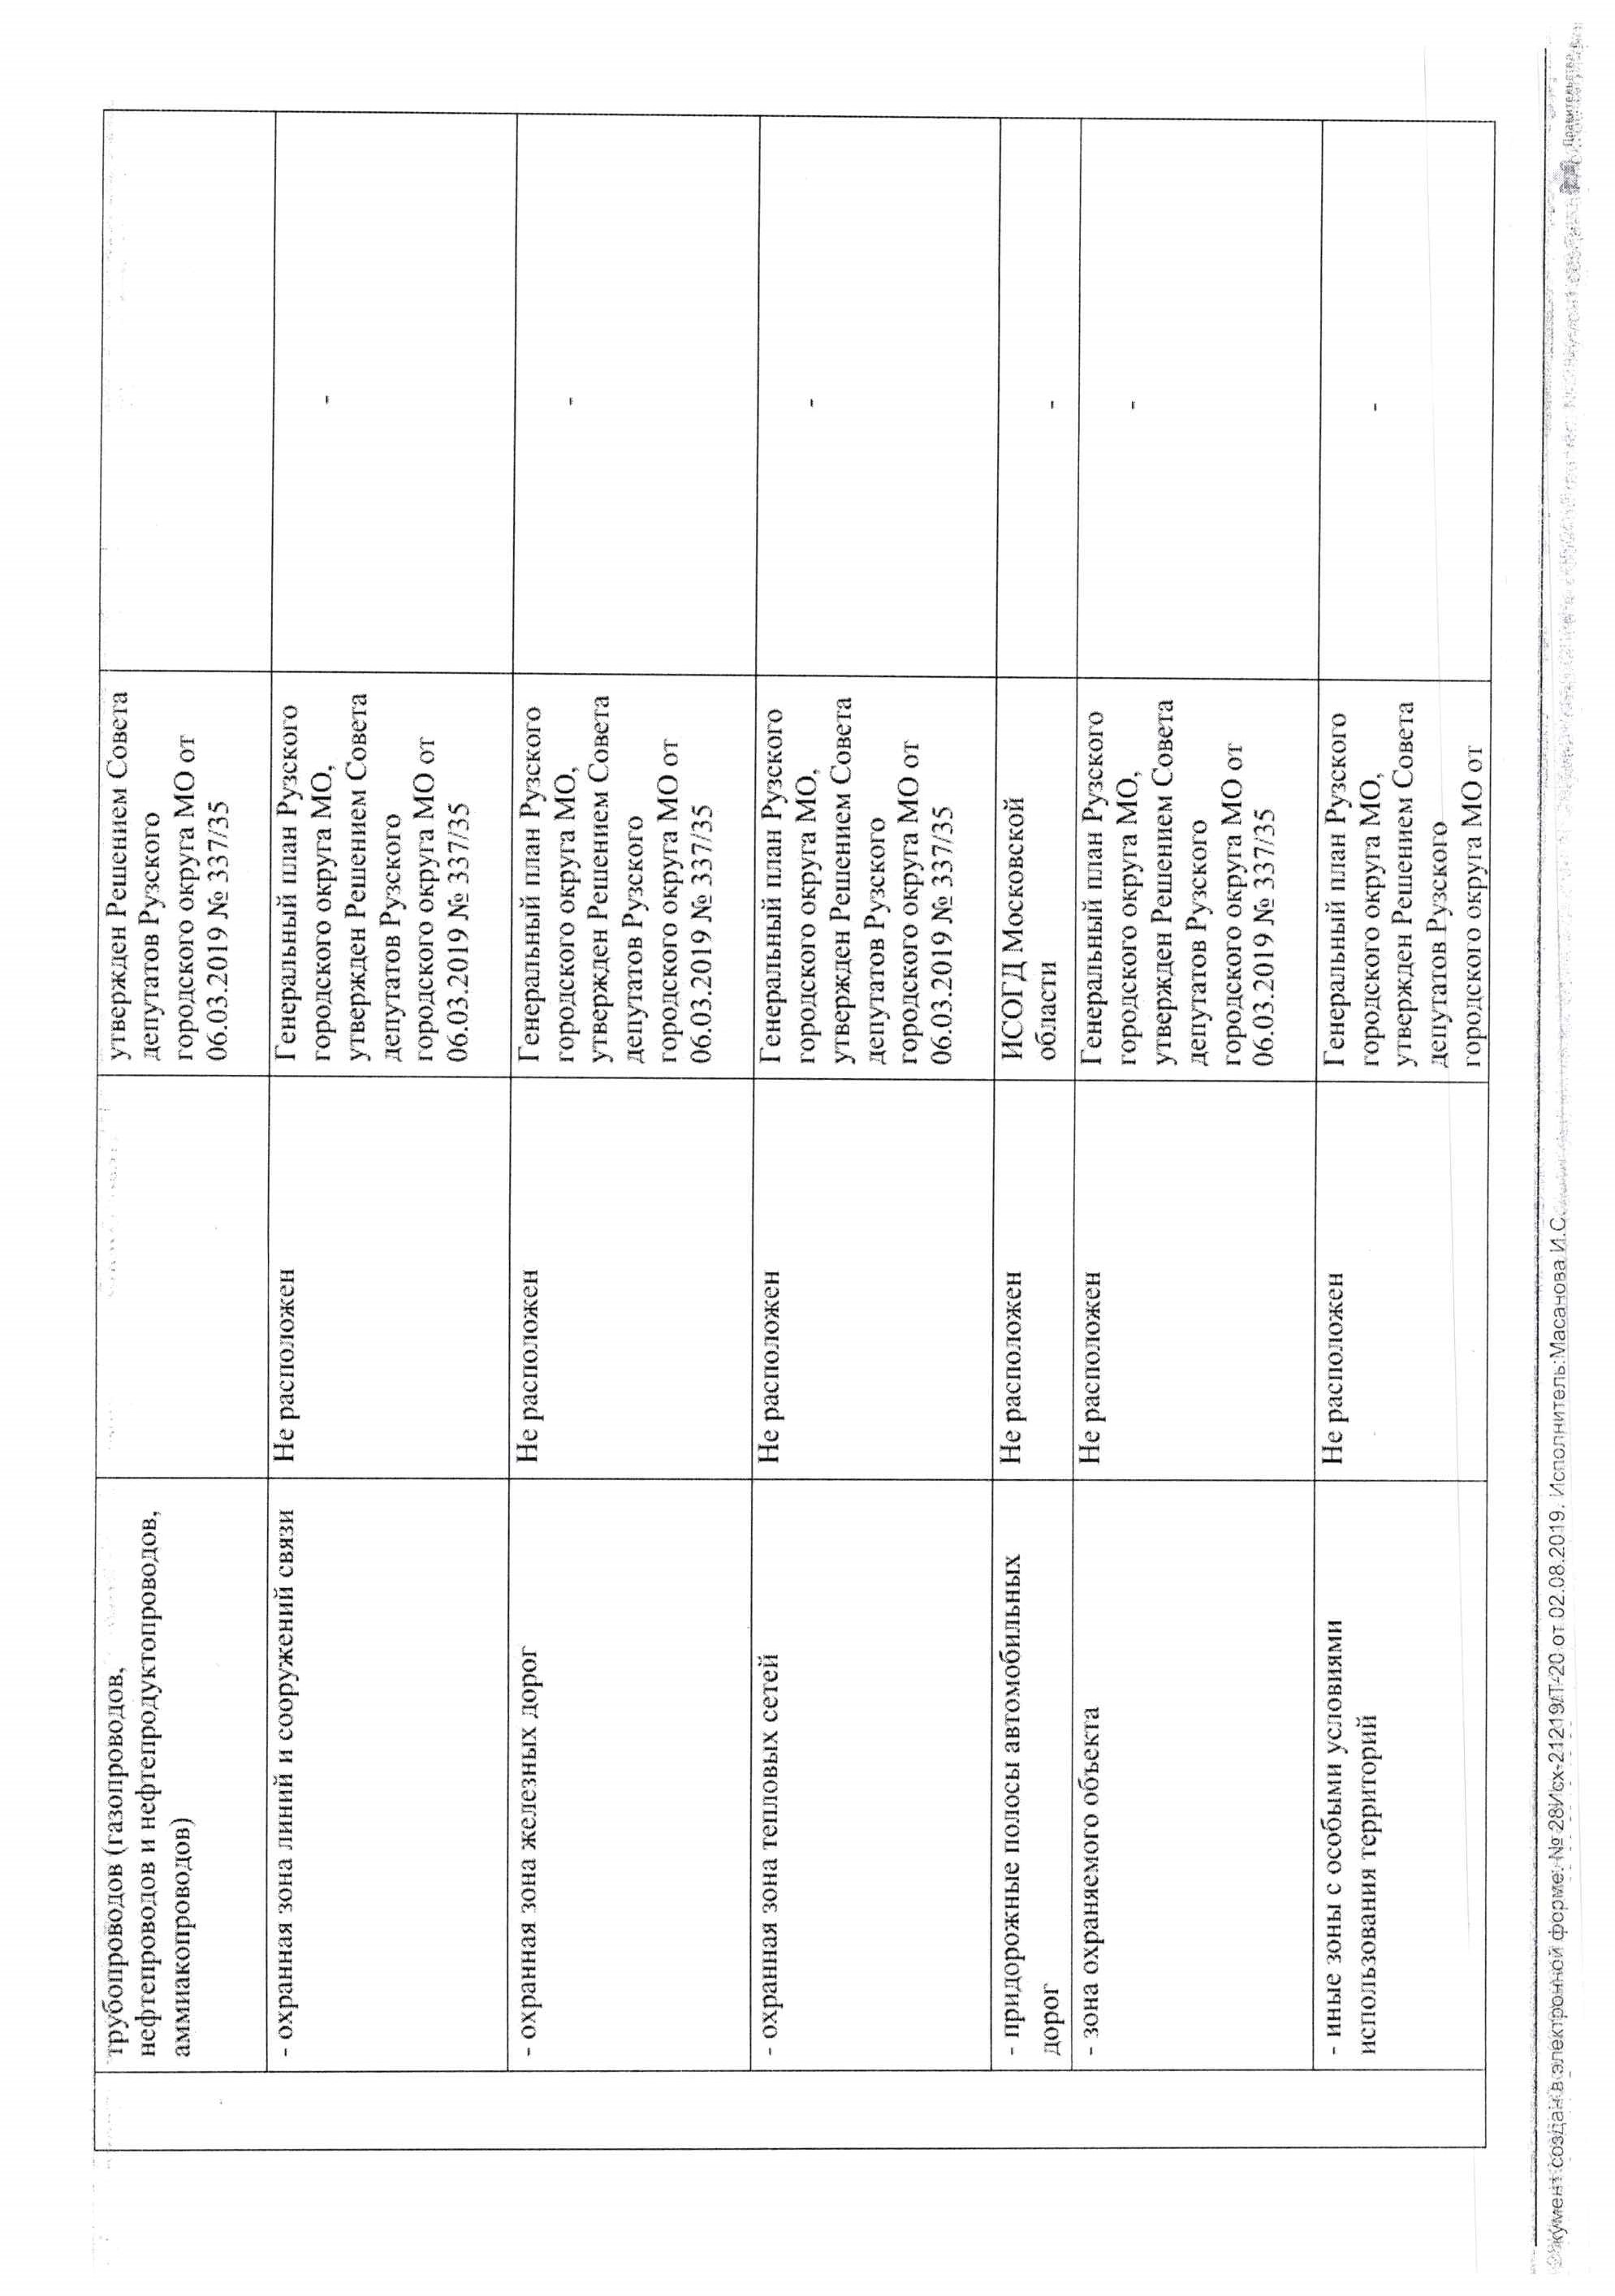 трубопроводов (газопроводов,
нефтепроводов и нефтепродуктопроводов,
аммиакопроводов)
утвержден Решением Совета
депутатов Рузского
городского округа МО от
06.03.2019 № 337/35
- охранная зона линий и сооружений связи
Не расположен
Генеральный план Рузского
городского округа МО,
утвержден Решением Совета
депутатов Рузского
городского округа МО от
06.03.2019 № 337/35
-
- охранная зона железных дорог
Не расположен
Генеральный план Рузского
городского округа МО,
утвержден Решением Совета
депутатов Рузского
городского округа МО от
06.03.2019 № 337/35
-
- охранная зона тепловых сетей
Не расположен
Генеральный план Рузского
городского округа МО,
утвержден Решением Совета
депутатов Рузского
городского округа МО от
06.03.2019 № 337/35
-
- придорожные полосы автомобильных
дорог
Не расположен
ИСОГД Московской
области
-
- зона охраняемого объекта
Не расположен
Генеральный план Рузского
городского округа МО,
утвержден Решением Совета
депутатов Рузского
городского округа МО от
06.03.2019 № 337/35
-
- иные зоны с особыми условиями
использования территорий
Не расположен
Генеральный план Рузского
городского округа МО,
утвержден Решением Совета
депутатов Рузского
городского округа МО от
-
создан в электронной форме. № 28Исх-21219/Т-20 от 02.08.2019. Исполнитель:Масанова И.С.